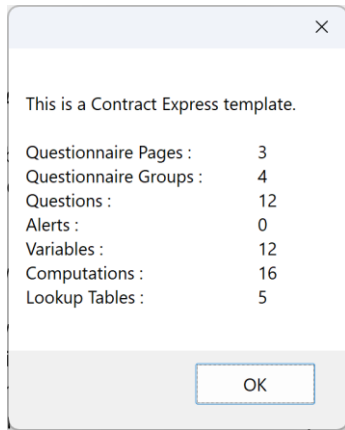 This is a Contract Express template.
Questionnaire Pages : 3
Questionnaire Groups : 4
Questions : 12
Alerts : 0
Variables : 12
Computations : 16
Lookup Tables : 5
OK